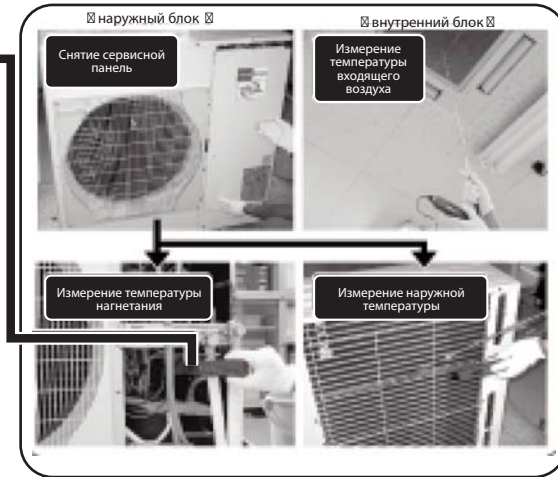 наружный блок
внутренний блок
Снятие сервисной
панель
Измерение
температуры
входящего
воздуха
Измерение температуры
нагнетания
Измерение наружной
температуры